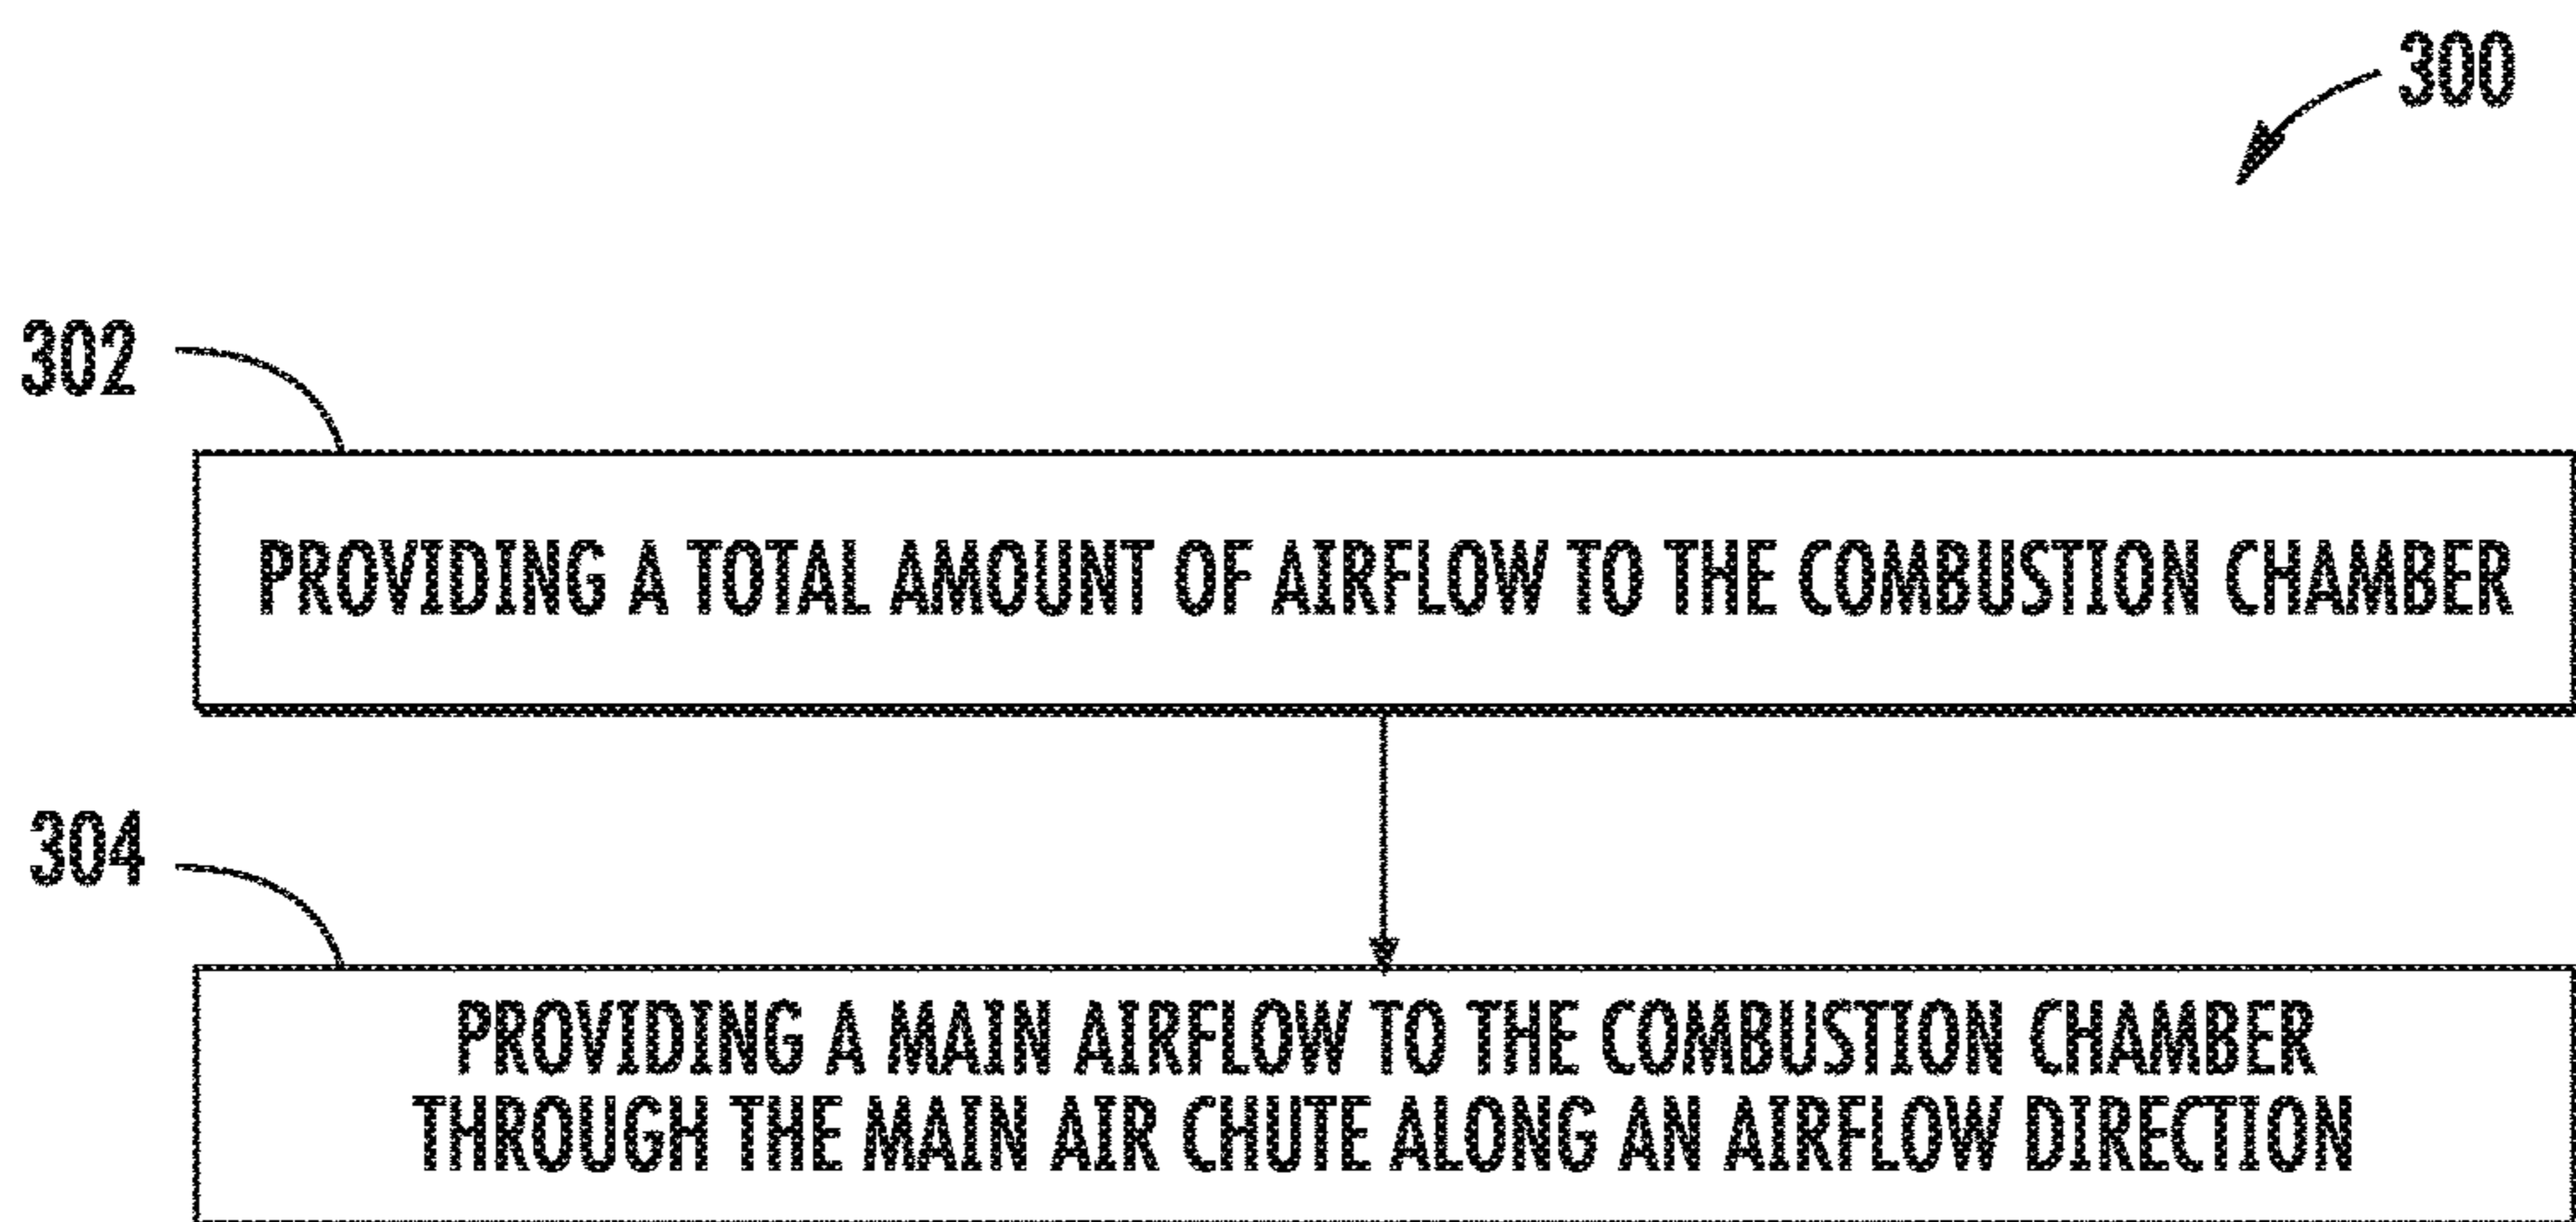 300
302
PROVIDING A TOTAL AMOUNT OF AIRFLOW TO THE COMBUSTION CHAMBER
304
PROVIDING A MAIN AIRFLOW TO THE COMBUSTION CHAMBER
THROUGH THE MAIN AIR CHUTE ALONG AN AIRFLOW DIRECTION